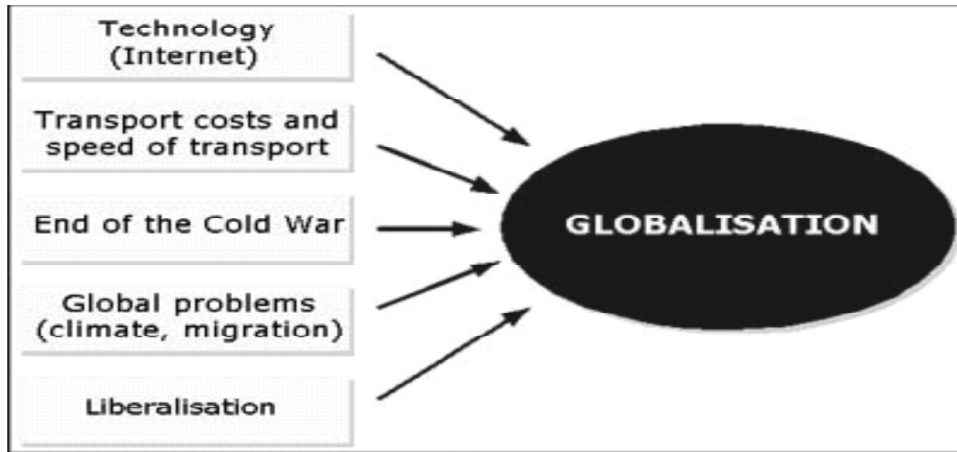 Technology
(Internet)
Transport costs and
speed of transport
End of the Cold War
Global problems
(climate, migration)
Liberalisation
GLOBALISATION